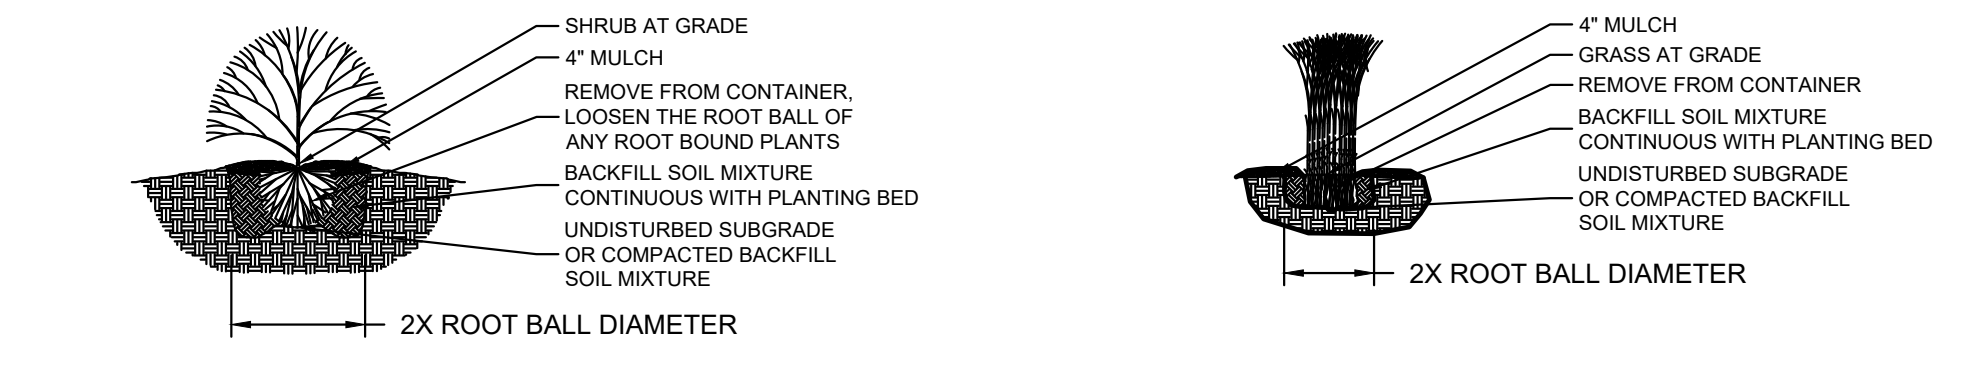 SHRUB AT GRADE
4" MULCH
REMOVE FROM CONTAINER,
LOOSEN THE ROOT BALL OF
ANY ROOT BOUND PLANTS
BACKFILL SOIL MIXTURE
CONTINUOUS WITH PLANTING BED
UNDISTURBED SUBGRADE
OR COMPACTED BACKFILL
SOIL MIXTURE
2X ROOT BALL DIAMETER
4" MULCH
GRASS AT GRADE
REMOVE FROM CONTAINER
BACKFILL SOIL MIXTURE
CONTINUOUS WITH PLANTING BED
UNDISTURBED SUBGRADE
OR COMPACTED BACKFILL
SOIL MIXTURE
2X ROOT BALL DIAMETER